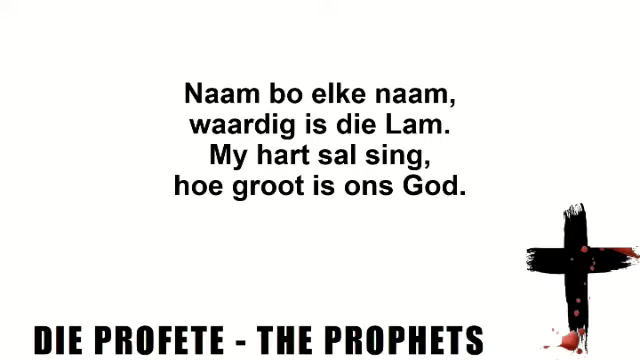 Naam bo elke naam,
waardig is die Lam.
My hart sal sing,
hoe groot is ons God.
DIE PROFETE - THE PROPHETS